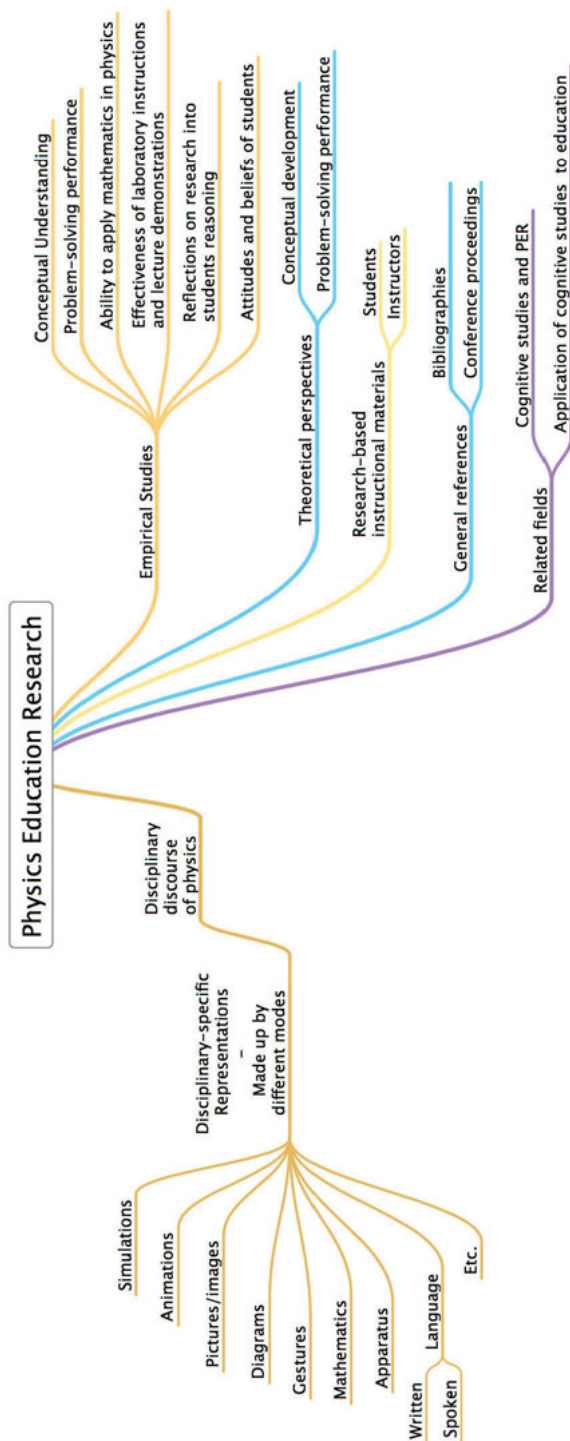 Physics Education Research
Empirical Studies
Conceptual Understanding
Problem-solving performance
Ability to apply mathematics in physics
Effectiveness of laboratory instructions
and lecture demonstrations
Reflections on research into
students reasoning
Attitudes and beliefs of students
Theoretical perspectives
Conceptual development
Problem-solving performance
Research-based
instructional materials
Students
Instructors
General references
Bibliographies
Conference proceedings
Related fields
Cognitive studies and PER
Application of cognitive studies to education
Disciplinary
discourse
of physics
Disciplinary-specific
Representations
-
Made up by
different modes
Simulations
Animations
Pictures/images
Diagrams
Gestures
Mathematics
Apparatus
Language
Written
Spoken
Etc.